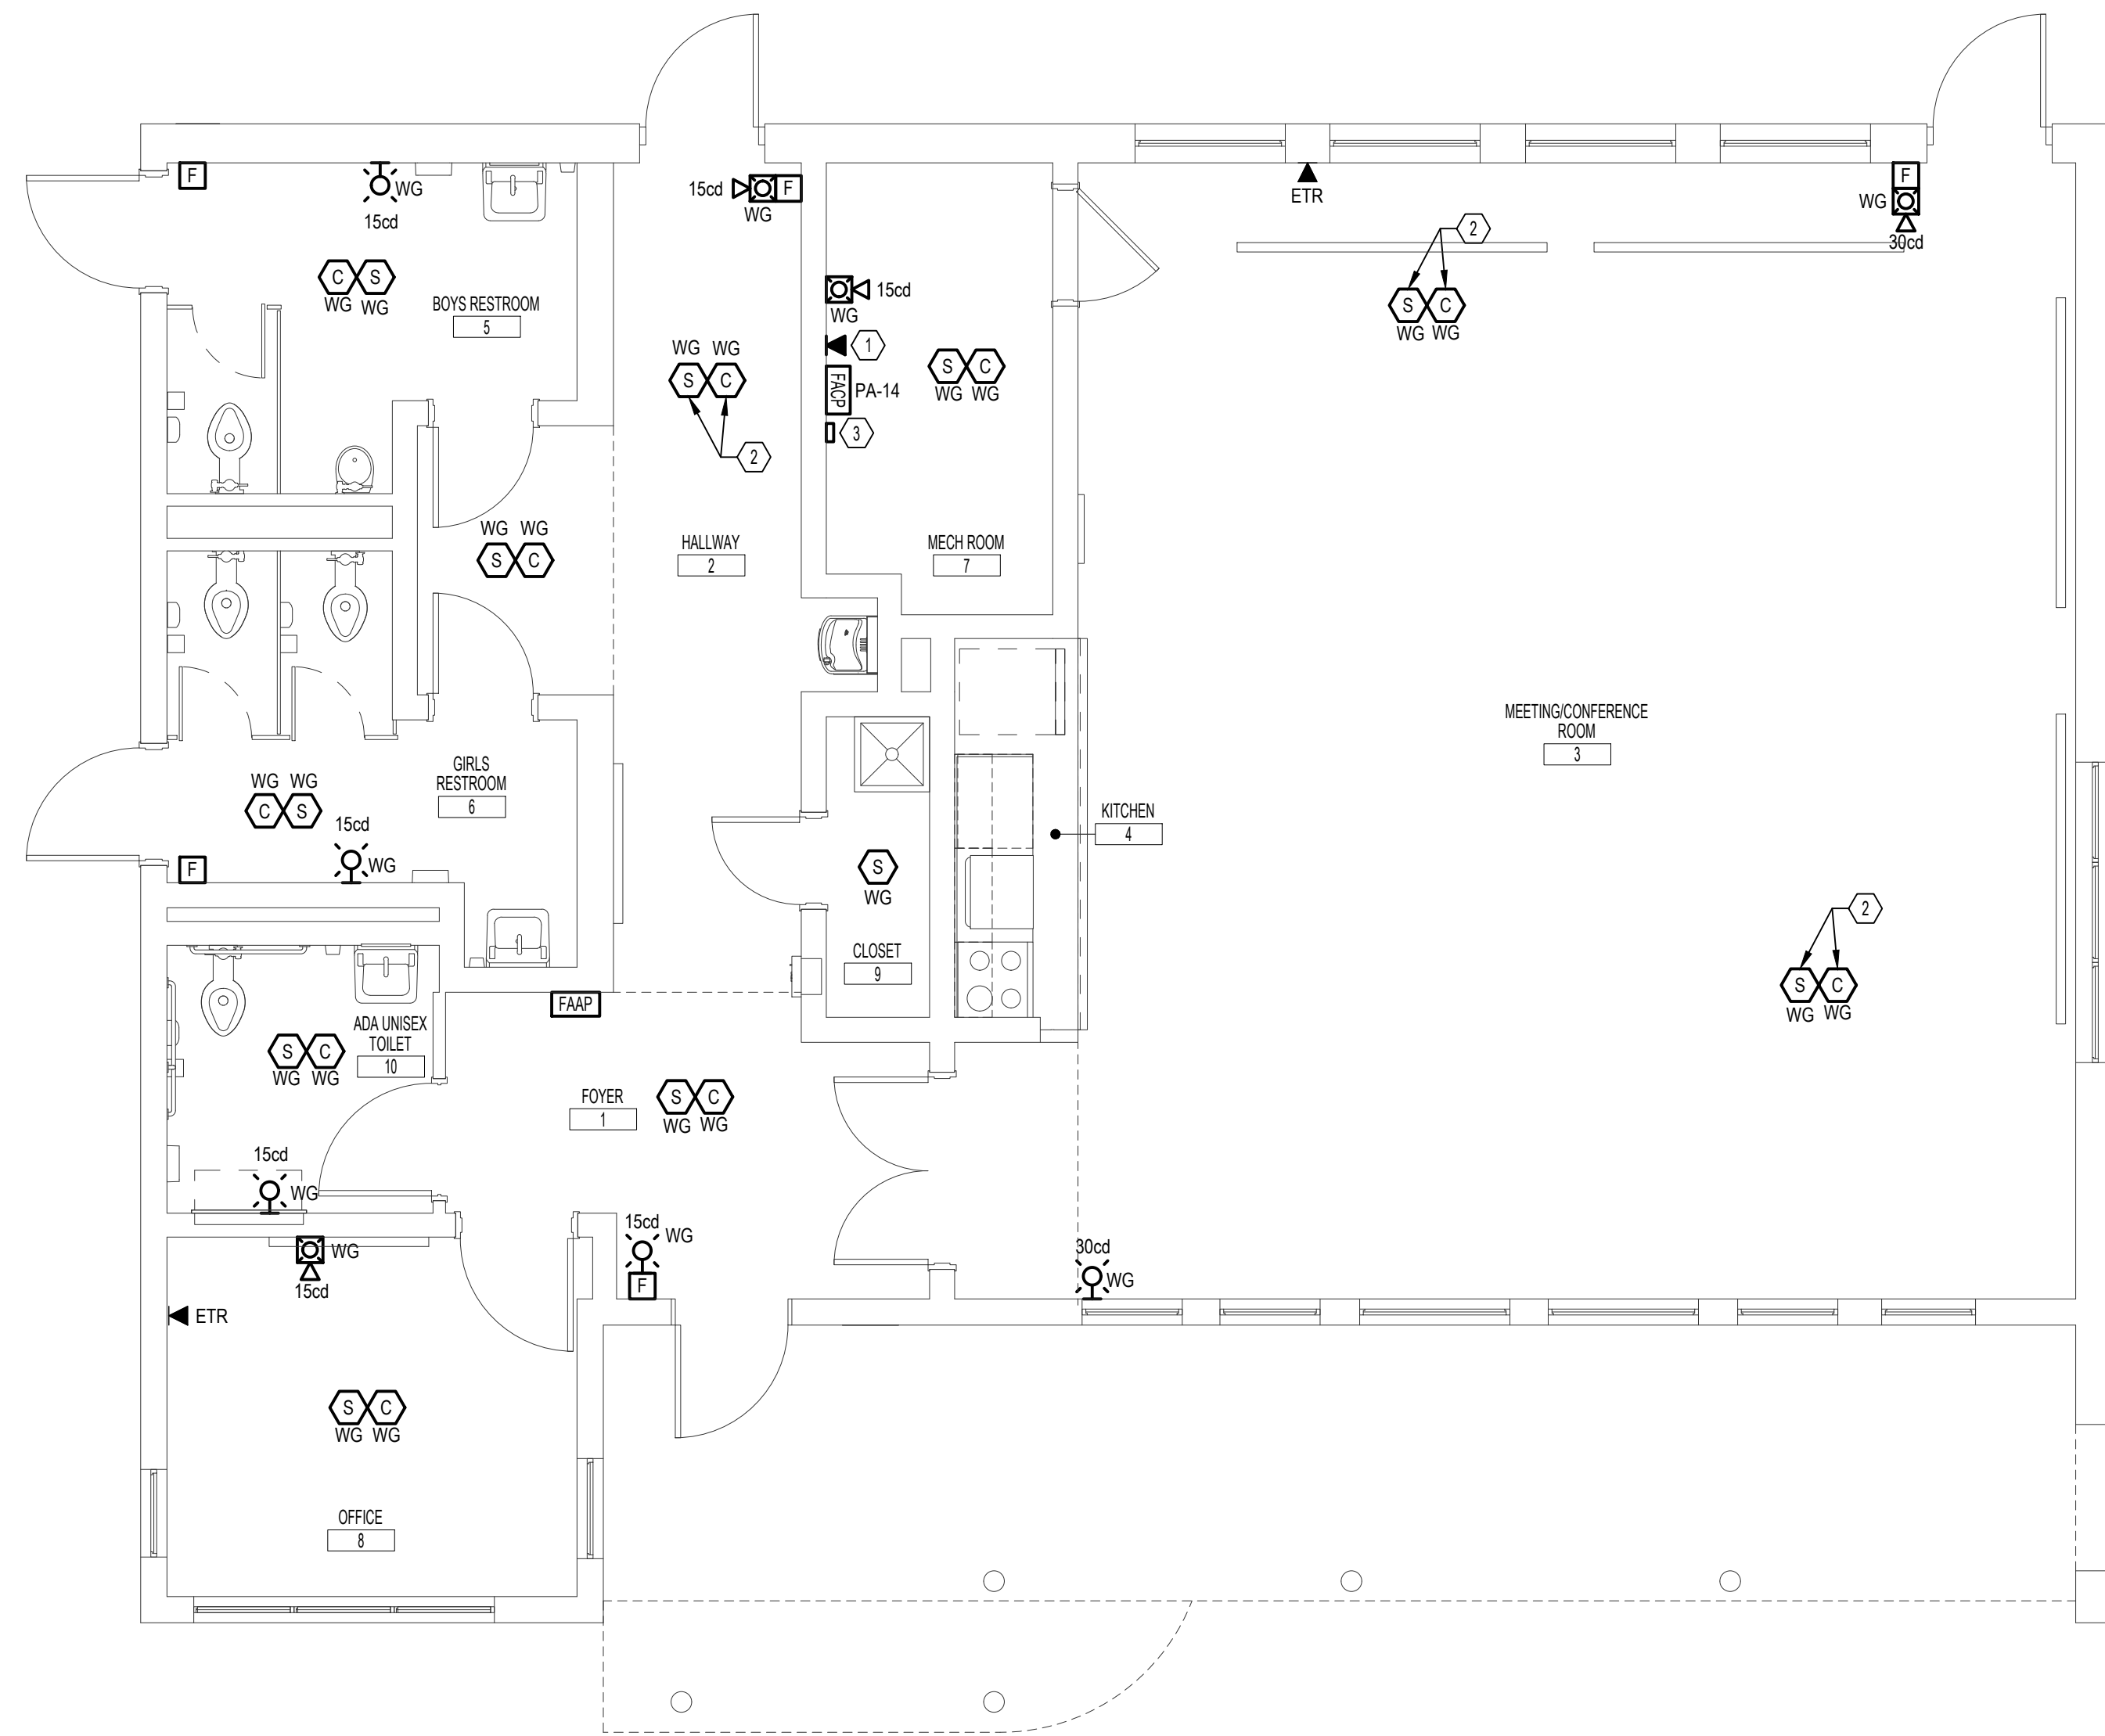 F
WG
15cd
C S
WG WG
BOYS RESTROOM
5
15cd
F
WG
15cd
WG
1
FACP
PA-14
3
S C
WG WG
WG WG
S C
2
ETR
2
S C
WG WG
F
WG
30cd
WG WG
S C
HALLWAY
2
MECH ROOM
7
MEETING/CONFERENCE
ROOM
3
GIRLS
RESTROOM
6
WG WG
C S
15cd
WG
F
KITCHEN
4
S
WG
CLOSET
9
2
S C
WG WG
FAAP
ADA UNISEX
TOILET
10
S C
WG WG
15cd
WG
FOYER
1
S C
WG WG
15cd
WG
F
30cd
WG
WG
15cd
ETR
S C
WG WG
OFFICE
8